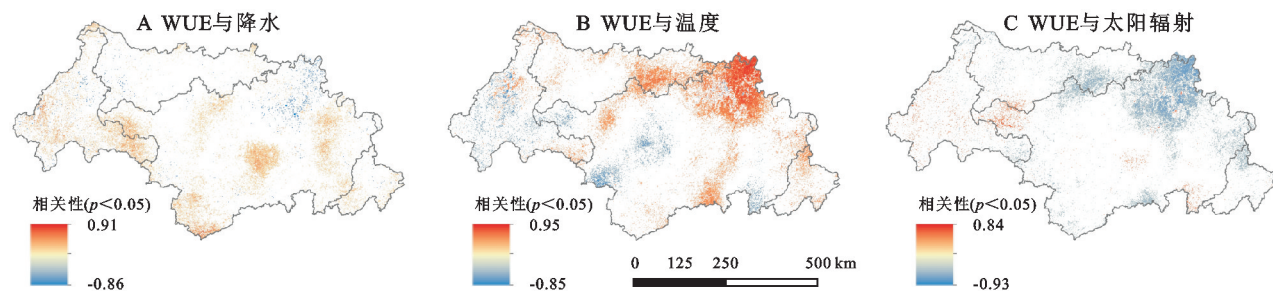 A WUE与降水
相关性(p<0.05)
0.91
-0.86
B WUE与温度
相关性(p<0.05)
0.95
-0.85
0 125 250 500 km
C WUE与太阳辐射
相关性(p<0.05)
0.84
-0.93